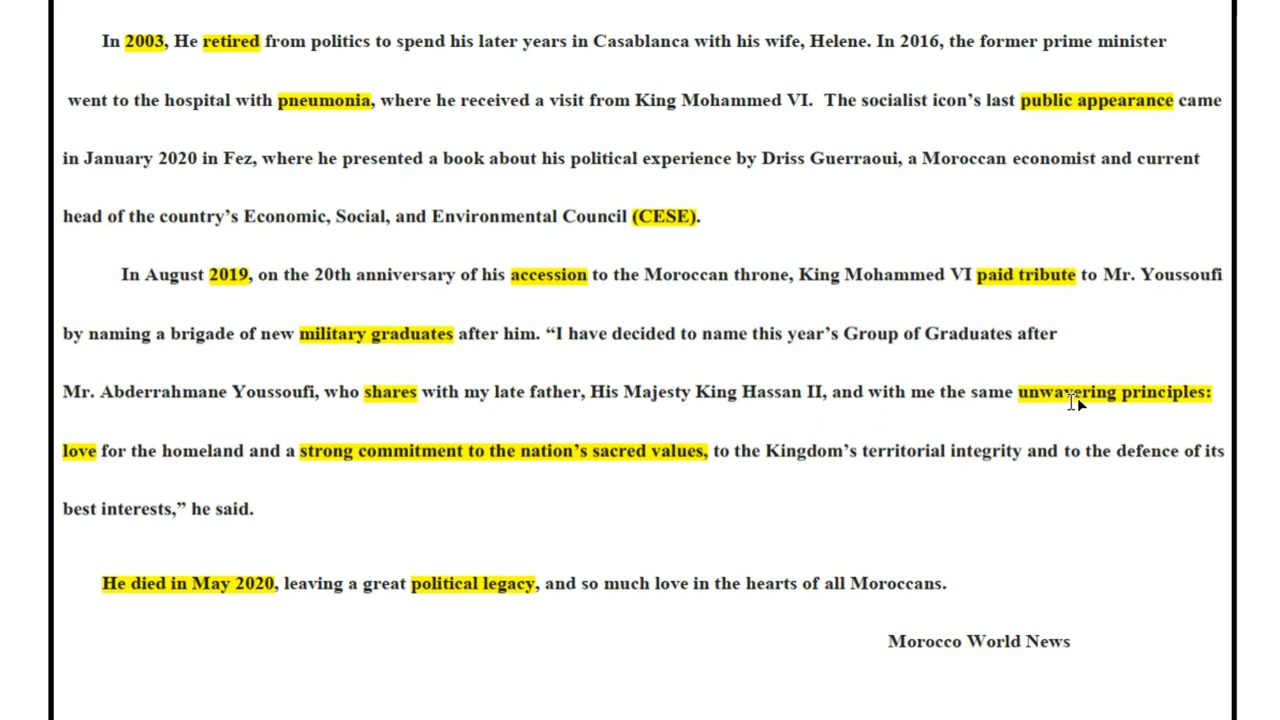 In 2003, He retired from politics to spend his later years in Casablanca with his wife, Helene. In 2016, the former prime minister
went to the hospital with pneumonia, where he received a visit from King Mohammed VI.  The socialist icon’s last public appearance came
in January 2020 in Fez, where he presented a book about his political experience by Driss Guerraoui, a Moroccan economist and current
head of the country’s Economic, Social, and Environmental Council (CESE).
In August 2019, on the 20th anniversary of his accession to the Moroccan throne, King Mohammed VI paid tribute to Mr. Youssoufi
by naming a brigade of new military graduates after him. “I have decided to name this year’s Group of Graduates after
Mr. Abderrahmane Youssoufi, who shares with my late father, His Majesty King Hassan II, and with me the same unwavering principles:
love for the homeland and a strong commitment to the nation’s sacred values, to the Kingdom’s territorial integrity and to the defence of its
best interests,” he said.
He died in May 2020, leaving a great political legacy, and so much love in the hearts of all Moroccans.
Morocco World News